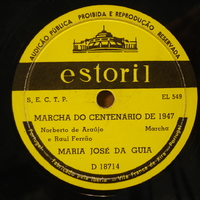 AUDIÇÃO PÚBLICA PROIBIDA E REPRODUÇÃO RESERVADA
estoril
S. E. C. T. P.
EL 549
MARCHA DO CENTENÁRIO DE 1947
Norberto de Araújo
Marcha
e Raul Ferrão
MARIA JOSÉ DA GUIA
D 18714